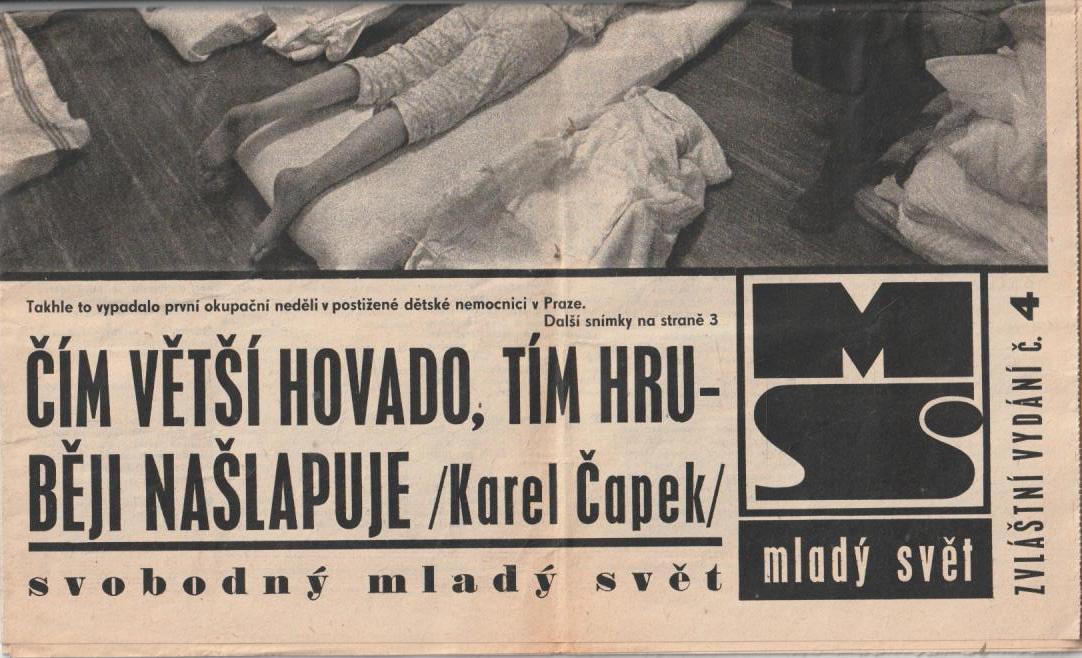 Takhle to vypadalo první okupační neděli v postižené dětské nemocnici v Praze.
Další snímky na straně 3
ČÍM VĚTŠÍ HOVADO, TÍM HRU-
BĚJI NAŠLAPUJE /Karel Čapek/
svobodný mladý svět
MS
mladý svět
ZVLÁŠTNÍ VYDÁNÍ č. 4